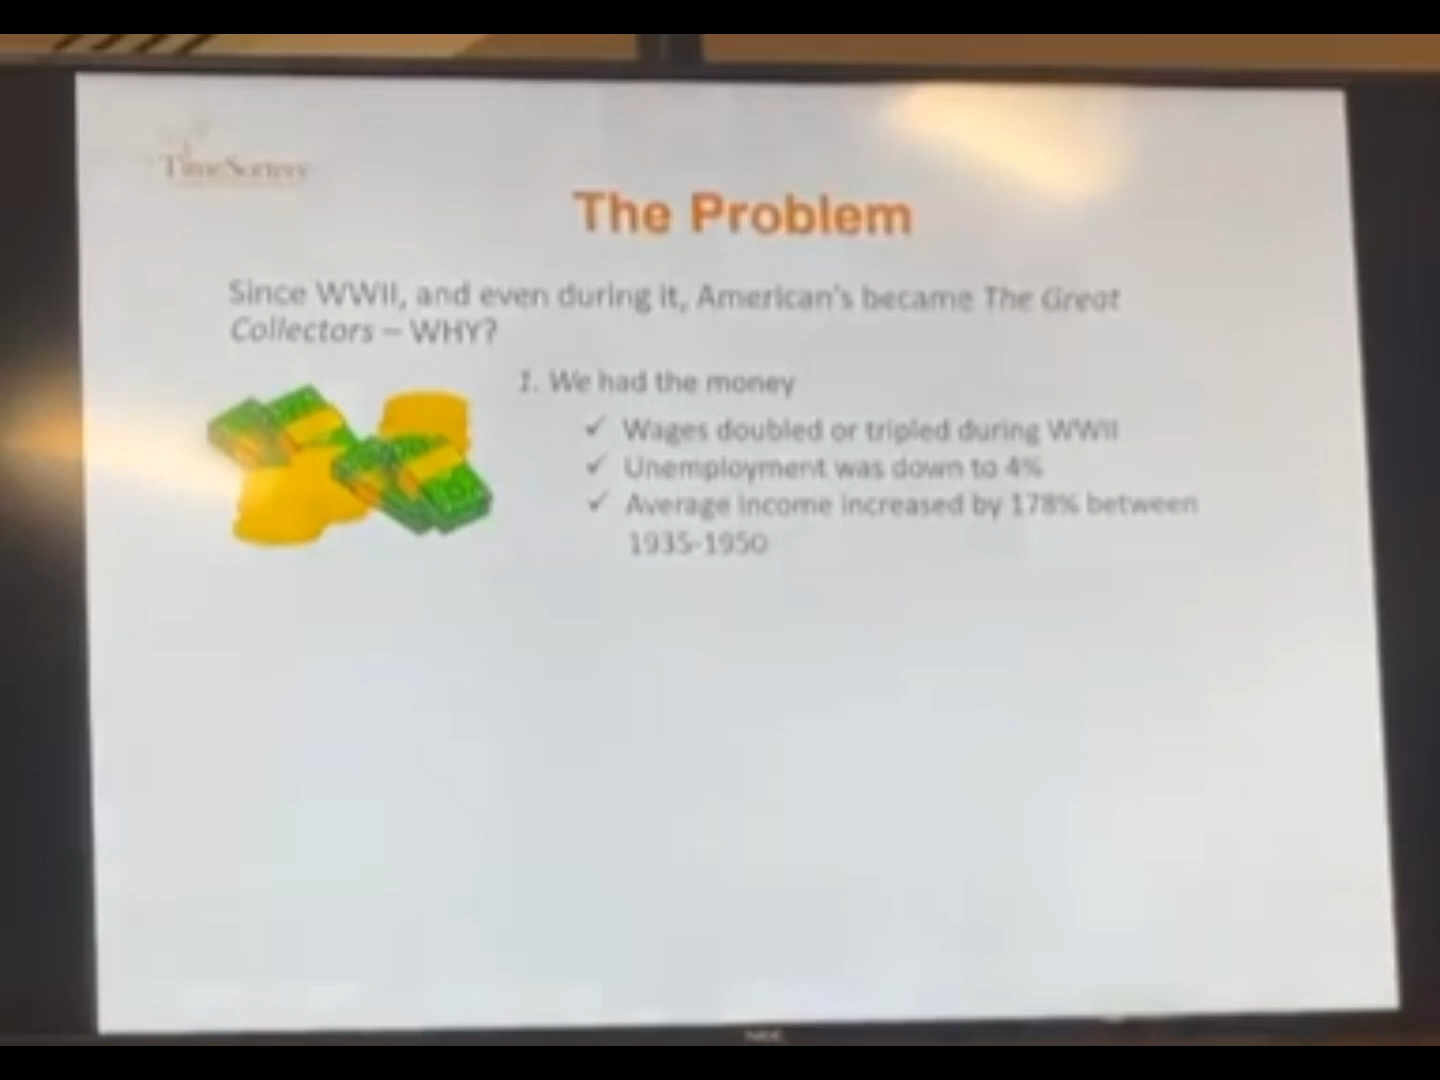 TimeSorters
The Problem
Since WWII, and even during it, American's became The Great
Collectors – WHY?
1. We had the money
✓ Wages doubled or tripled during WWII
✓ Unemployment was down to 4%
✓ Average income increased by 178% between
1935-1950
NEC